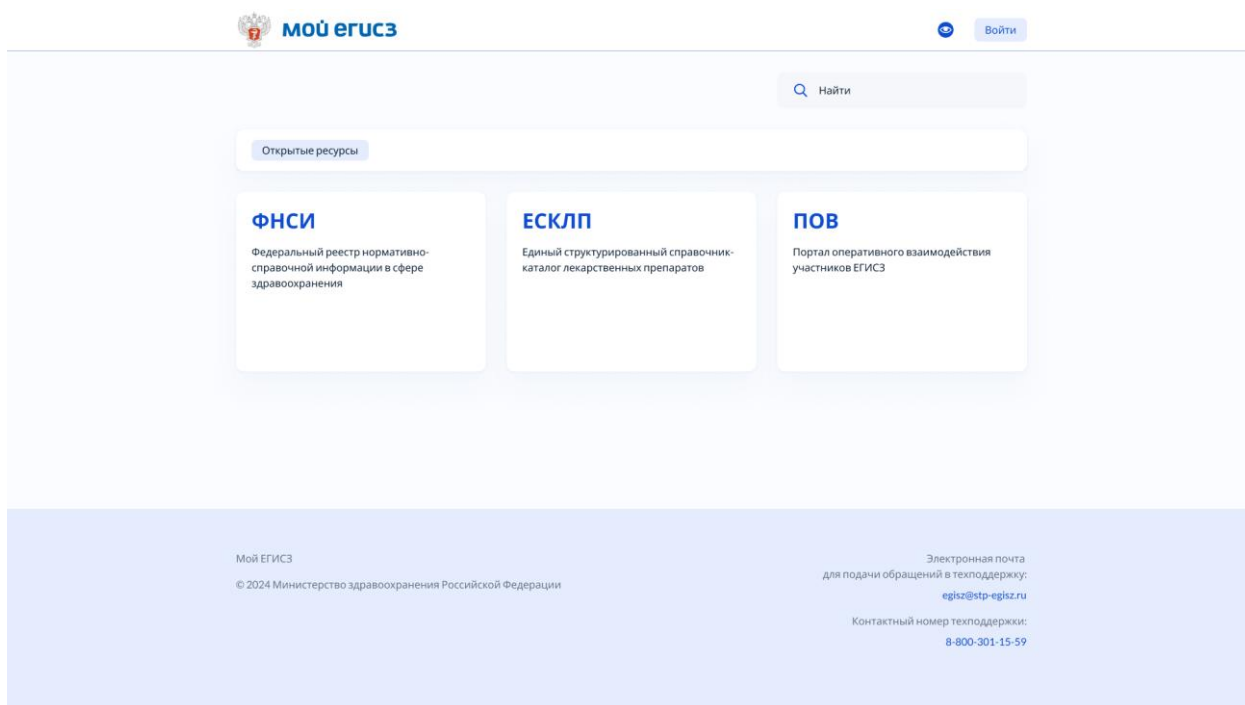 мой егисз
Войти
Найти
Открытые ресурсы
ФНСИ
Федеральный реестр нормативно-
справочной информации в сфере
здравоохранения
ЕСКЛП
Единый структурированный справочник-
каталог лекарственных препаратов
ПОВ
Портал оперативного взаимодействия
участников ЕГИСЗ
Мой ЕГИСЗ
© 2024 Министерство здравоохранения Российской Федерации
Электронная почта
для подачи обращений в техподдержку:
egisz@stp-egisz.ru
Контактный номер техподдержки:
8-800-301-15-59